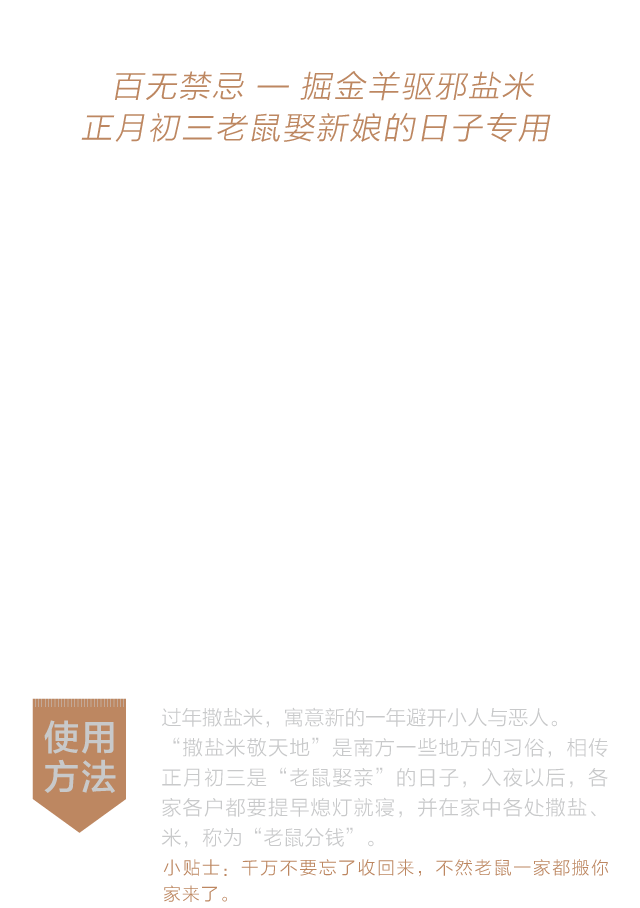 百无禁忌 — 掘金羊驱邪盐米
正月初三老鼠娶新娘的日子专用
使用
方法
过年撒盐米，寓意新的一年避开小人与恶人。
“撒盐米敬天地”是南方一些地方的习俗，相传
正月初三是“老鼠娶亲”的日子，入夜以后，各
家各户都要提早熄灯就寝，并在家中各处撒盐、
米，称为“老鼠分钱”。
小贴士：千万不要忘了收回来，不然老鼠一家都搬你
家来了。